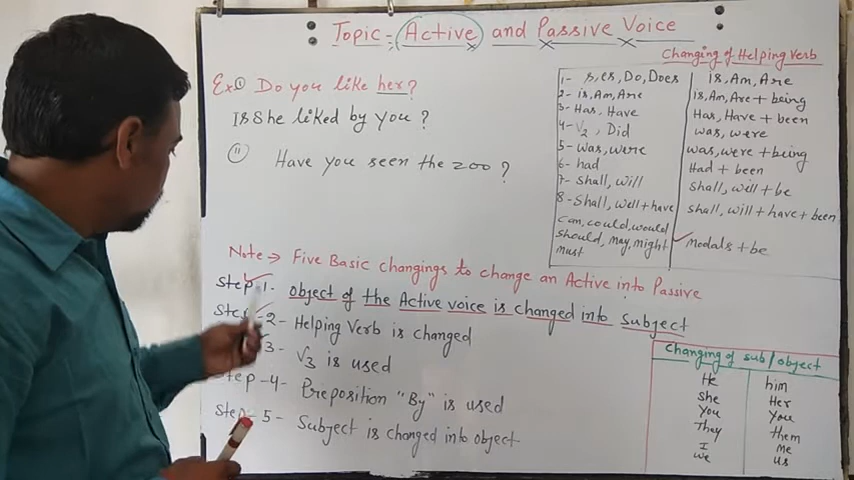 Topic- Active and Passive Voice
Ex① Do you like her?
Is She liked by you?
ⅱ Have you seen the zoo?
Changing of Helping Verb
1- s, es, Do, Does is, Am, Are
2- is, Am, Are is, Am, Are + being
3- Has, Have Has, Have + been
4- V2, Did was, were
5- was, were was, were + being
6- had Had + been
7- Shall, will Shall, well + be
8- Shall, well + have shall, will + have + been
can, could, would
should, may, might Modals + be
must
Note → Five Basic changings to change an Active into Passive
Step-1- object of the Active voice is changed into Subject
-2- Helping Verb is changed
3- V3 is used
Step-4- Preposition "By" is used
Step-5- Subject is changed into object
Changing of sub/object
He him
She Her
You You
They them
I me
we us